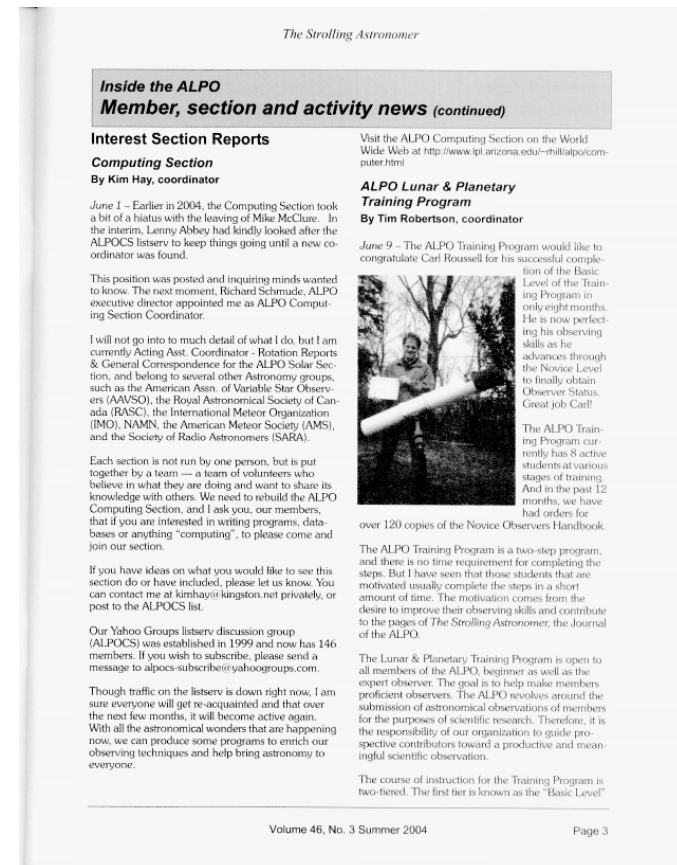 The Strolling Astronomer
Inside the ALPO
Member, section and activity news (continued)
Interest Section Reports
Computing Section
By Kim Hay, coordinator
June 1 – Earlier in 2004, the Computing Section took
a bit of a hiatus with the leaving of Mike McClure. In
the interim, Lenny Abbey had kindly looked after the
ALPOCS listserv to keep things going until a new co-
ordinator was found.
This position was posted and inquiring minds wanted
to know. The next moment, Richard Schmude, ALPO
executive director appointed me as ALPO Comput-
ing Section Coordinator.
I will not go into to much detail of what I do, but I am
currently Acting Asst. Coordinator - Rotation Reports
& General Correspondence for the ALPO Solar Sec-
tion, and belong to several other Astronomy groups,
such as the American Assn. of Variable Star Observ-
ers (AAVSO), the Royal Astronomical Society of Can-
ada (RASC), the International Meteor Organization
(IMO), NAMN, the American Meteor Society (AMS),
and the Society of Radio Astronomers (SARA).
Each section is not run by one person, but is put
together by a team — a team of volunteers who
believe in what they are doing and want to share its
knowledge with others. We need to rebuild the ALPO
Computing Section, and I ask you, our members,
that if you are interested in writing programs, data-
bases or anything “computing”, to please come and
join our section.
If you have ideas on what you would like to see this
section do or have included, please let us know. You
can contact me at kimhay@kingston.net privately, or
post to the ALPOCS list.
Our Yahoo Groups listserv discussion group
(ALPOCS) was established in 1999 and now has 146
members. If you wish to subscribe, please send a
message to alpocs-subscribe@yahoogroups.com.
Though traffic on the listserv is down right now, I am
sure everyone will get re-acquainted and that over
the next few months, it will become active again.
With all the astronomical wonders that are happening
now, we can produce some programs to enrich our
observing techniques and help bring astronomy to
everyone.
Visit the ALPO Computing Section on the World
Wide Web at http://www.lpl.arizona.edu/~rhill/alpo/com-
puter.html
ALPO Lunar & Planetary
Training Program
By Tim Robertson, coordinator
June 9 – The ALPO Training Program would like to
congratulate Carl Roussell for his successful comple-
tion of the Basic
Level of the Train-
ing Program in
only eight months.
He is now perfect-
ing his observing
skills as he
advances through
the Novice Level
to finally obtain
Observer Status.
Great job Carl!
The ALPO Train-
ing Program cur-
rently has 8 active
students at various
stages of training.
And in the past 12
months, we have
had orders for
over 120 copies of the Novice Observers Handbook.
The ALPO Training Program is a two-step program,
and there is no time requirement for completing the
steps. But I have seen that those students that are
motivated usually complete the steps in a short
amount of time. The motivation comes from the
desire to improve their observing skills and contribute
to the pages of The Strolling Astronomer, the Journal
of the ALPO.
The Lunar & Planetary Training Program is open to
all members of the ALPO, beginner as well as the
expert observer. The goal is to help make members
proficient observers. The ALPO revolves around the
submission of astronomical observations of members
for the purposes of scientific research. Therefore, it is
the responsibility of our organization to guide pro-
spective contributors toward a productive and mean-
ingful scientific observation.
The course of instruction for the Training Program is
two-tiered. The first tier is known as the “Basic Level”
Volume 46, No. 3 Summer 2004
Page 3